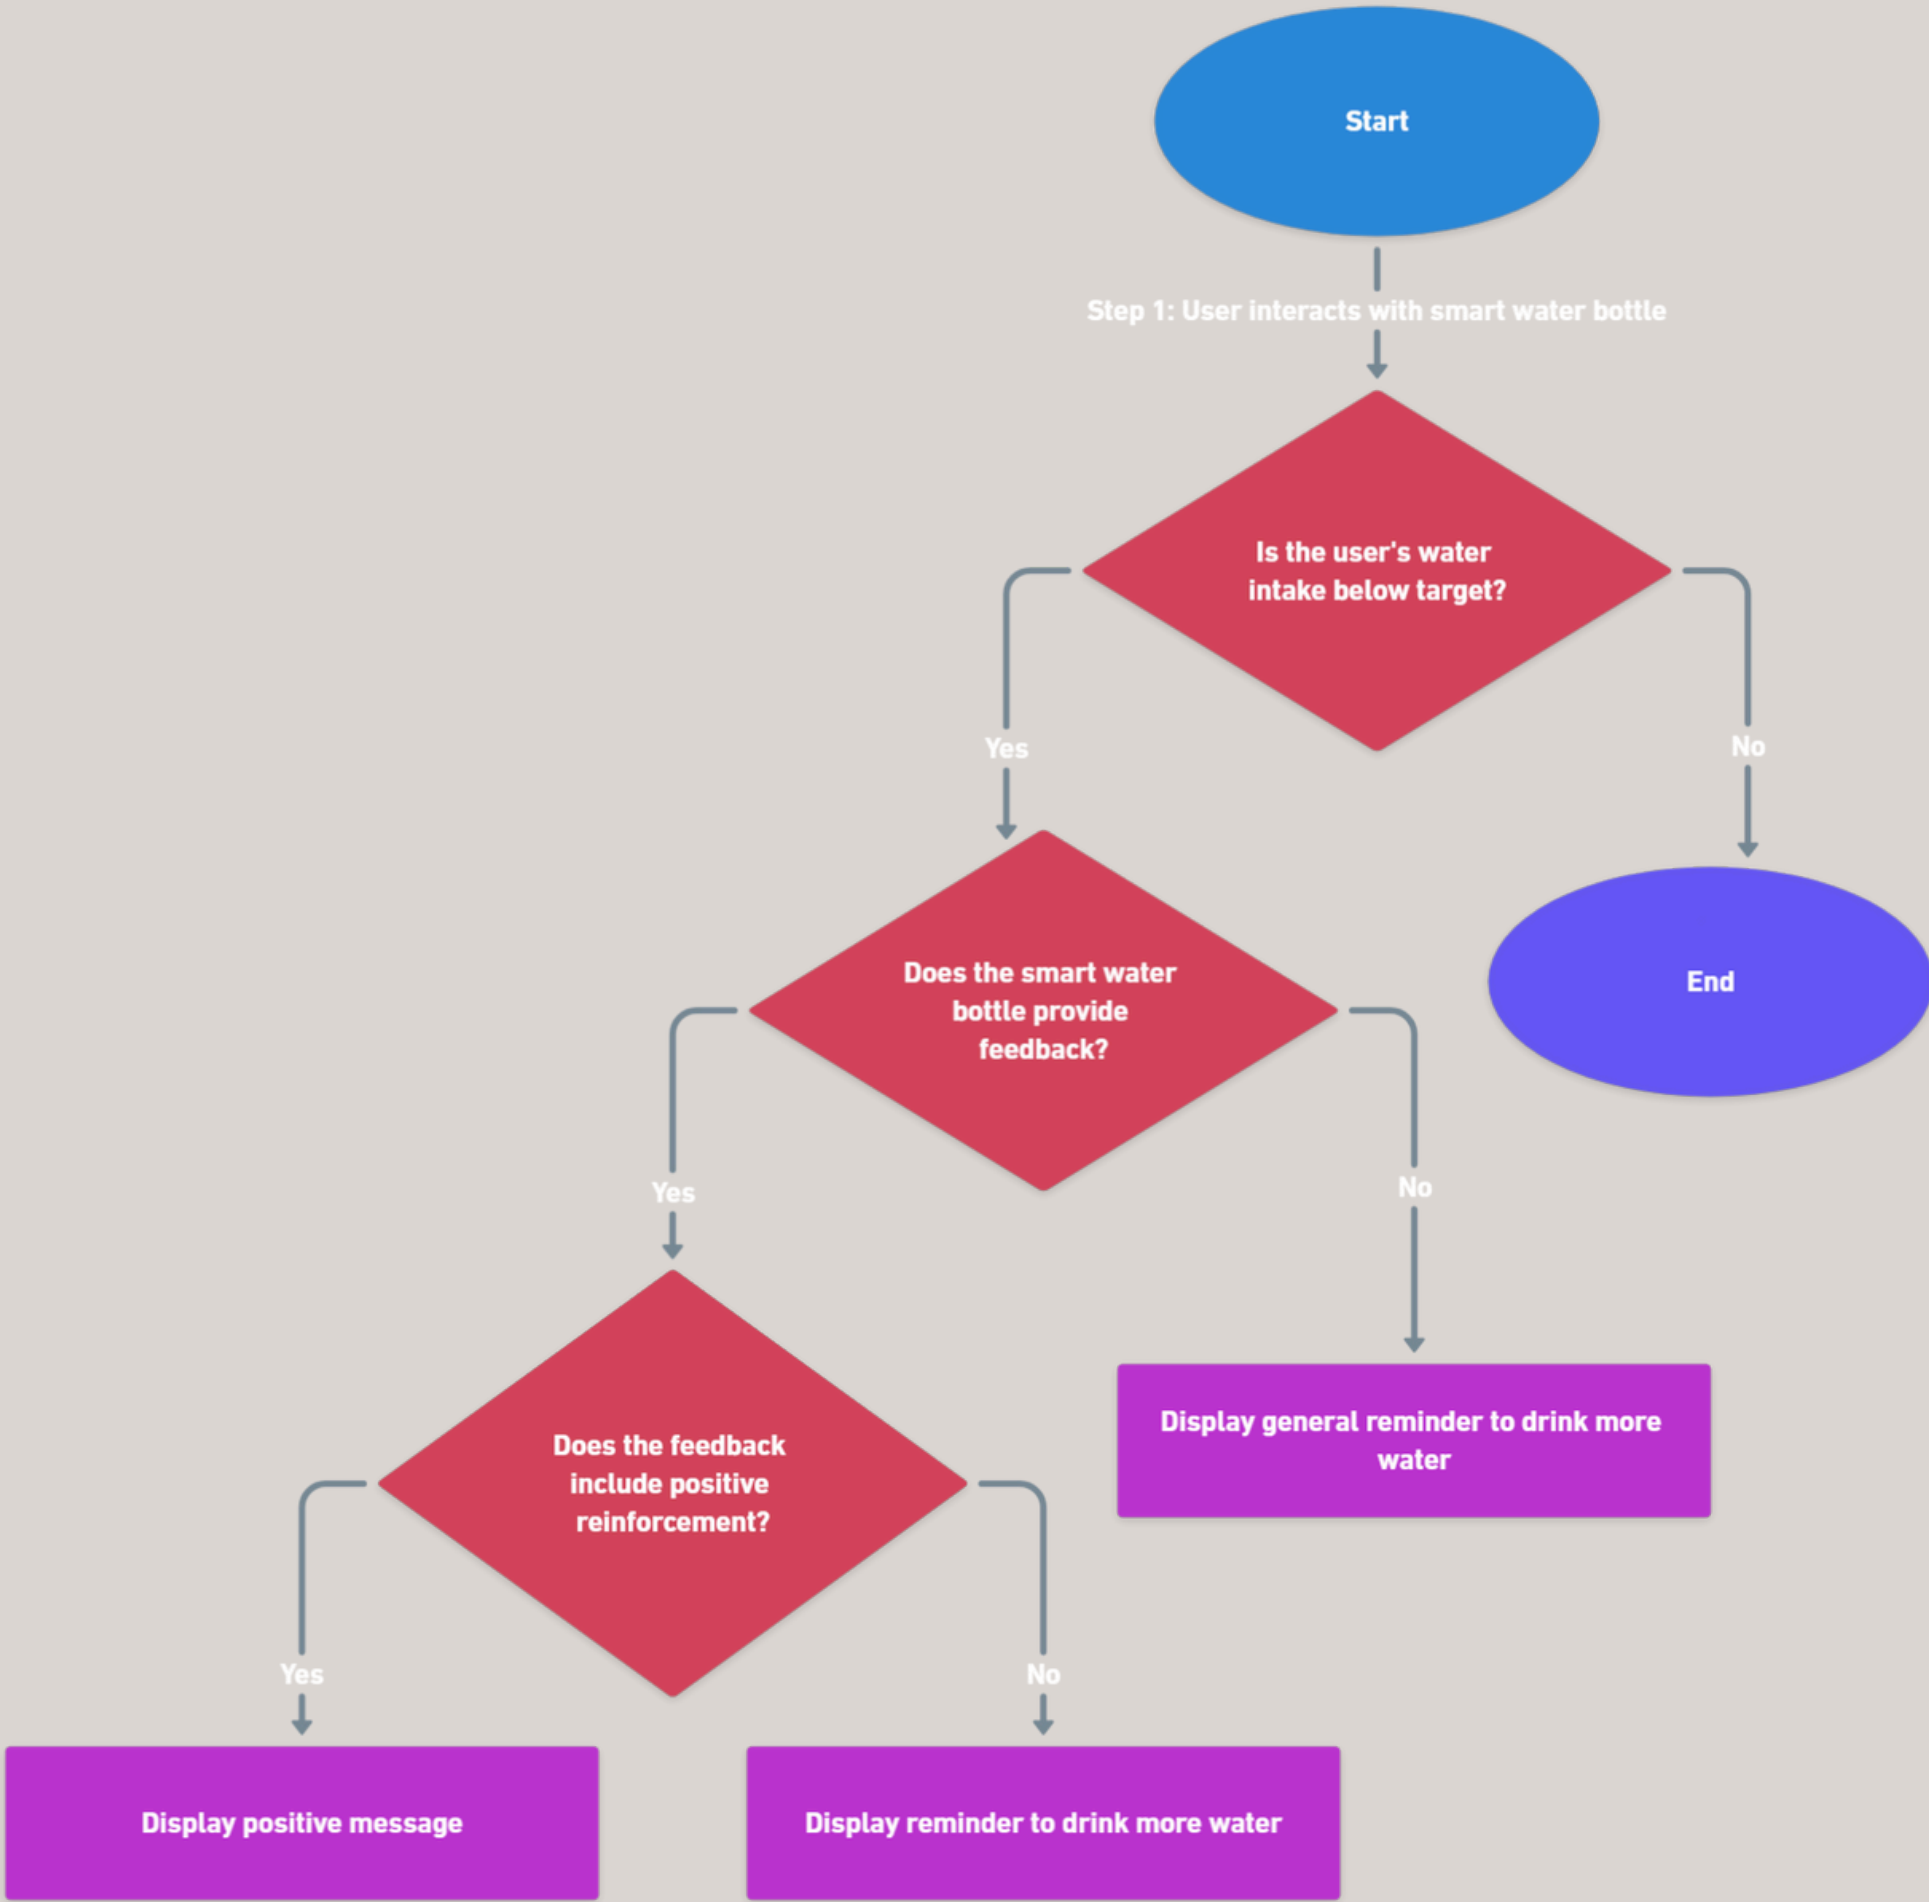 Start
Step 1: User interacts with smart water bottle
Is the user's water
intake below target?
Yes
No
Does the smart water
bottle provide
feedback?
End
Yes
No
Does the feedback
include positive
reinforcement?
Display general reminder to drink more
water
Yes
No
Display positive message
Display reminder to drink more water